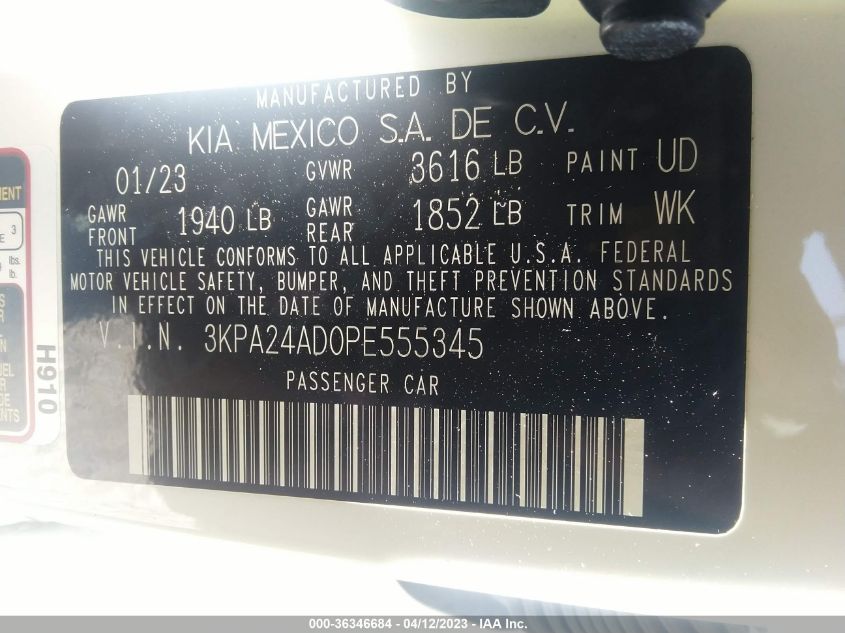 MANUFACTURED BY
KIA MEXICO S.A. DE C.V.
01/23 GVWR 3616 LB PAINT UD
GAWR FRONT 1940 LB GAWR REAR 1852 LB TRIM WK
THIS VEHICLE CONFORMS TO ALL APPLICABLE U.S.A. FEDERAL
MOTOR VEHICLE SAFETY, BUMPER, AND THEFT PREVENTION STANDARDS
IN EFFECT ON THE DATE OF MANUFACTURE SHOWN ABOVE.
V.I.N. 3KPA24AD0PE555345
PASSENGER CAR
H910
3
lbs.
lb.
000-36346684 - 04/12/2023 - IAA Inc.